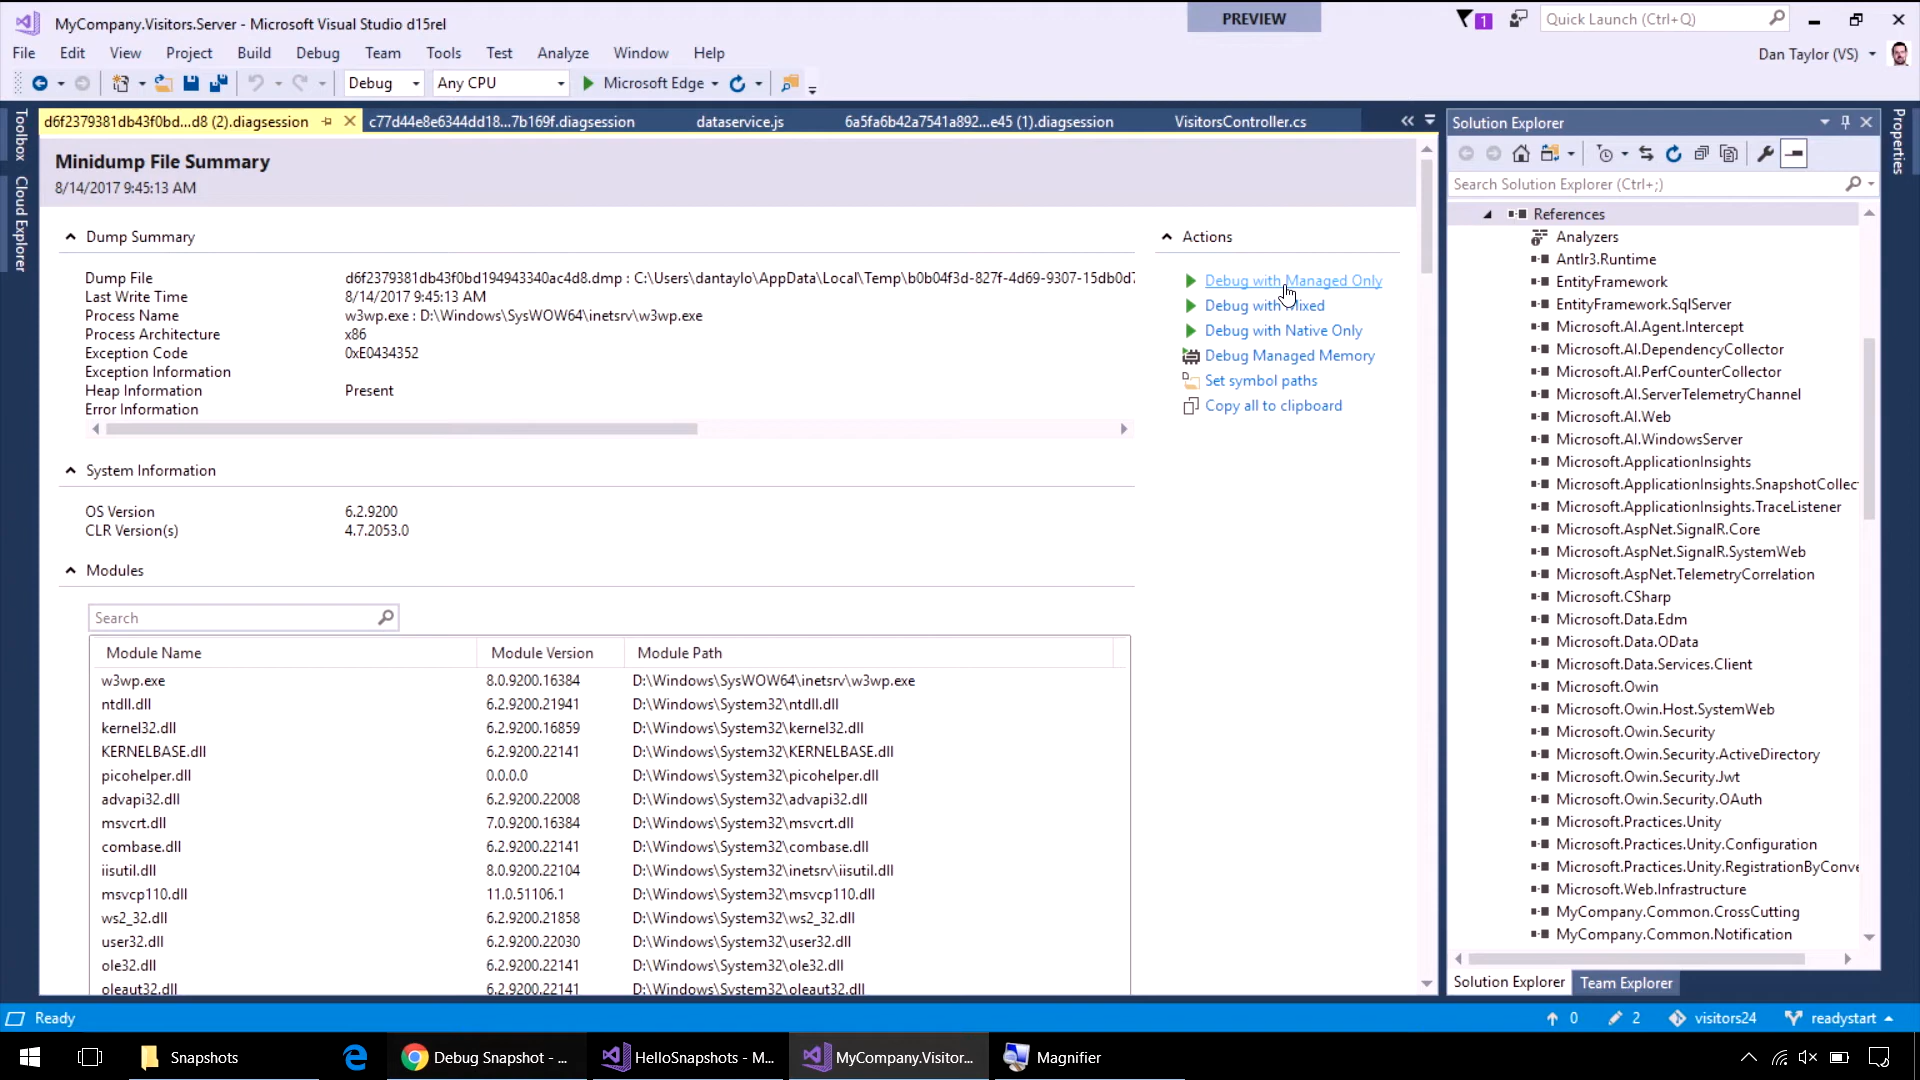 MyCompany.Visitors.Server - Microsoft Visual Studio d15rel
PREVIEW
1
Quick Launch (Ctrl+Q)
File Edit View Project Build Debug Team Tools Test Analyze Window Help
Dan Taylor (VS)
Debug Any CPU Microsoft Edge
Toolbox
Cloud Explorer
d6f2379381db43f0bd...d8 (2).diagsession c77d44e8e6344dd18...7b169f.diagsession dataservice.js 6a5fa6b42a7541a892...e45 (1).diagsession VisitorsController.cs
Minidump File Summary
8/14/2017 9:45:13 AM
Dump Summary
Dump File d6f2379381db43f0bd194943340ac4d8.dmp : C:\Users\dantaylo\AppData\Local\Temp\b0b04f3d-827f-4d69-9307-15db0d7
Last Write Time 8/14/2017 9:45:13 AM
Process Name w3wp.exe : D:\Windows\SysWOW64\inetsrv\w3wp.exe
Process Architecture x86
Exception Code 0xE0434352
Exception Information
Heap Information Present
Error Information
System Information
OS Version 6.2.9200
CLR Version(s) 4.7.2053.0
Modules
Search
Module Name Module Version Module Path
w3wp.exe 8.0.9200.16384 D:\Windows\SysWOW64\inetsrv\w3wp.exe
ntdll.dll 6.2.9200.21941 D:\Windows\System32\ntdll.dll
kernel32.dll 6.2.9200.16859 D:\Windows\System32\kernel32.dll
KERNELBASE.dll 6.2.9200.22141 D:\Windows\System32\KERNELBASE.dll
picohelper.dll 0.0.0.0 D:\Windows\System32\picohelper.dll
advapi32.dll 6.2.9200.22008 D:\Windows\System32\advapi32.dll
msvcrt.dll 7.0.9200.16384 D:\Windows\System32\msvcrt.dll
combase.dll 6.2.9200.22141 D:\Windows\System32\combase.dll
iisutil.dll 8.0.9200.22104 D:\Windows\System32\inetsrv\iisutil.dll
msvcp110.dll 11.0.51106.1 D:\Windows\System32\msvcp110.dll
ws2_32.dll 6.2.9200.21858 D:\Windows\System32\ws2_32.dll
user32.dll 6.2.9200.22030 D:\Windows\System32\user32.dll
ole32.dll 6.2.9200.22141 D:\Windows\System32\ole32.dll
oleaut32.dll 6.2.9200.22141 D:\Windows\System32\oleaut32.dll
Actions
Debug with Managed Only
Debug with Mixed
Debug with Native Only
Debug Managed Memory
Set symbol paths
Copy all to clipboard
Solution Explorer
Search Solution Explorer (Ctrl+;)
References
Analyzers
Antlr3.Runtime
EntityFramework
EntityFramework.SqlServer
Microsoft.AI.Agent.Intercept
Microsoft.AI.DependencyCollector
Microsoft.AI.PerfCounterCollector
Microsoft.AI.ServerTelemetryChannel
Microsoft.AI.Web
Microsoft.AI.WindowsServer
Microsoft.ApplicationInsights
Microsoft.ApplicationInsights.SnapshotCollec
Microsoft.ApplicationInsights.TraceListener
Microsoft.AspNet.SignalR.Core
Microsoft.AspNet.SignalR.SystemWeb
Microsoft.AspNet.TelemetryCorrelation
Microsoft.CSharp
Microsoft.Data.Edm
Microsoft.Data.OData
Microsoft.Data.Services.Client
Microsoft.Owin
Microsoft.Owin.Host.SystemWeb
Microsoft.Owin.Security
Microsoft.Owin.Security.ActiveDirectory
Microsoft.Owin.Security.Jwt
Microsoft.Owin.Security.OAuth
Microsoft.Practices.Unity
Microsoft.Practices.Unity.Configuration
Microsoft.Practices.Unity.RegistrationByConve
Microsoft.Web.Infrastructure
MyCompany.Common.CrossCutting
MyCompany.Common.Notification
Solution Explorer Team Explorer
Properties
Ready
0 2 visitors24 readystart
Snapshots Debug Snapshot - ... HelloSnapshots - M... MyCompany.Visitor... Magnifier